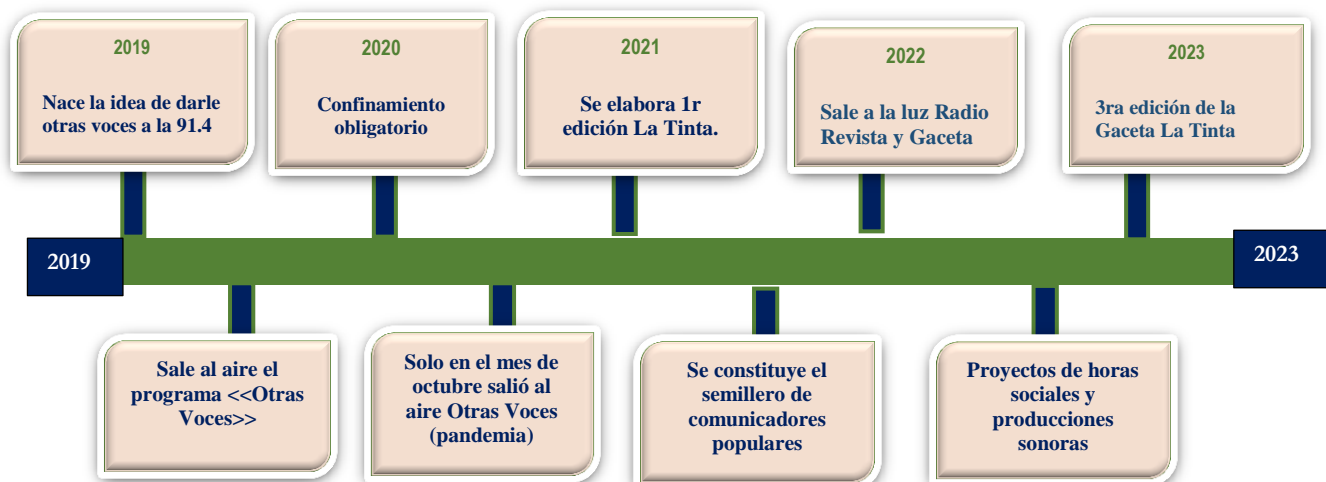 2019
Nace la idea de darle
otras voces a la 91.4
2020
Confinamiento
obligatorio
2021
Se elabora 1r
edición La Tinta.
2022
Sale a la luz Radio
Revista y Gaceta
2023
3ra edición de la
Gaceta La Tinta
2019
2023
Sale al aire el
programa <<Otras
Voces>>
Solo en el mes de
octubre salió al
aire Otras Voces
(pandemia)
Se constituye el
semillero de
comunicadores
populares
Proyectos de horas
sociales y
producciones
sonoras